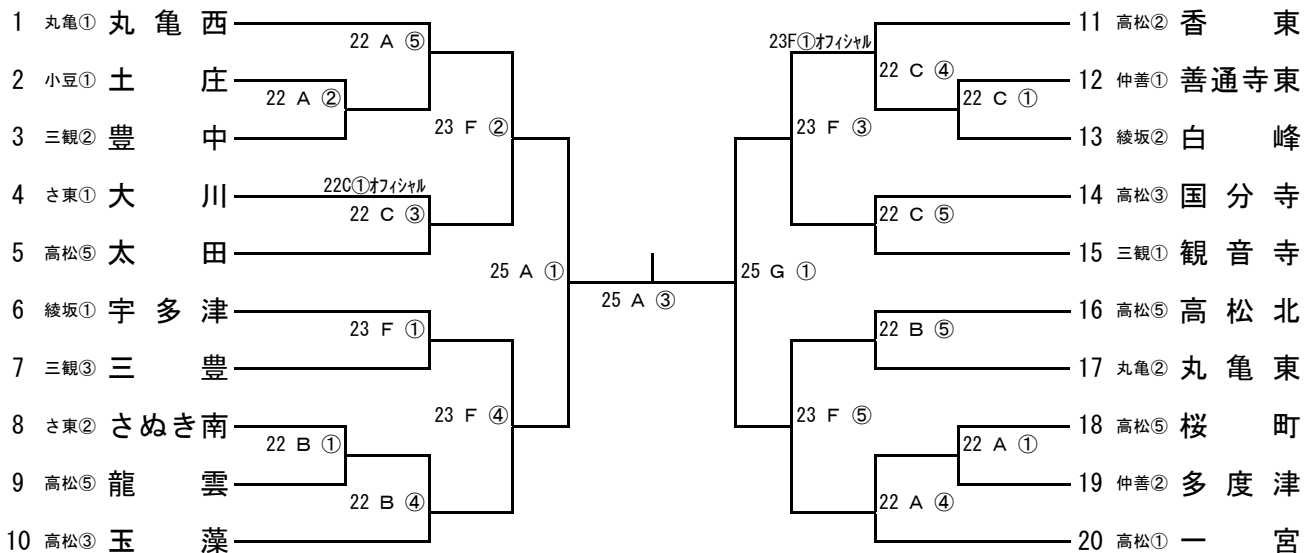 1 丸亀① 丸亀西
2 小豆① 土庄
3 三観② 豊中
4 さ東① 大川
5 高松⑤ 太田
6 綾坂① 宇多津
7 三観③ 三豊
8 さ東② さぬき南
9 高松⑤ 龍雲
10 高松③ 玉藻
22 A ⑤
22 A ②
23 F ②
22C①オフィシャル
22 C ③
25 A ①
23 F ①
23 F ④
22 B ①
22 B ④
25 A ③
23F①オフィシャル
22 C ④
22 C ①
23 F ③
22 C ⑤
25 G ①
22 B ⑤
23 F ⑤
22 A ①
22 A ④
11 高松② 香東
12 仲善① 善通寺東
13 綾坂② 白峰
14 高松③ 国分寺
15 三観① 観音寺
16 高松⑤ 高松北
17 丸亀② 丸亀東
18 高松⑤ 桜町
19 仲善② 多度津
20 高松① 一宮